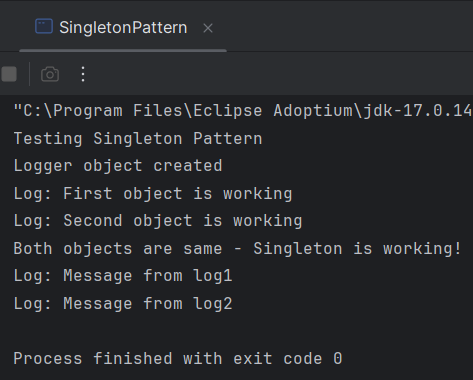 SingletonPattern
"C:\Program Files\Eclipse Adoptium\jdk-17.0.14
Testing Singleton Pattern
Logger object created
Log: First object is working
Log: Second object is working
Both objects are same - Singleton is working!
Log: Message from log1
Log: Message from log2
Process finished with exit code 0